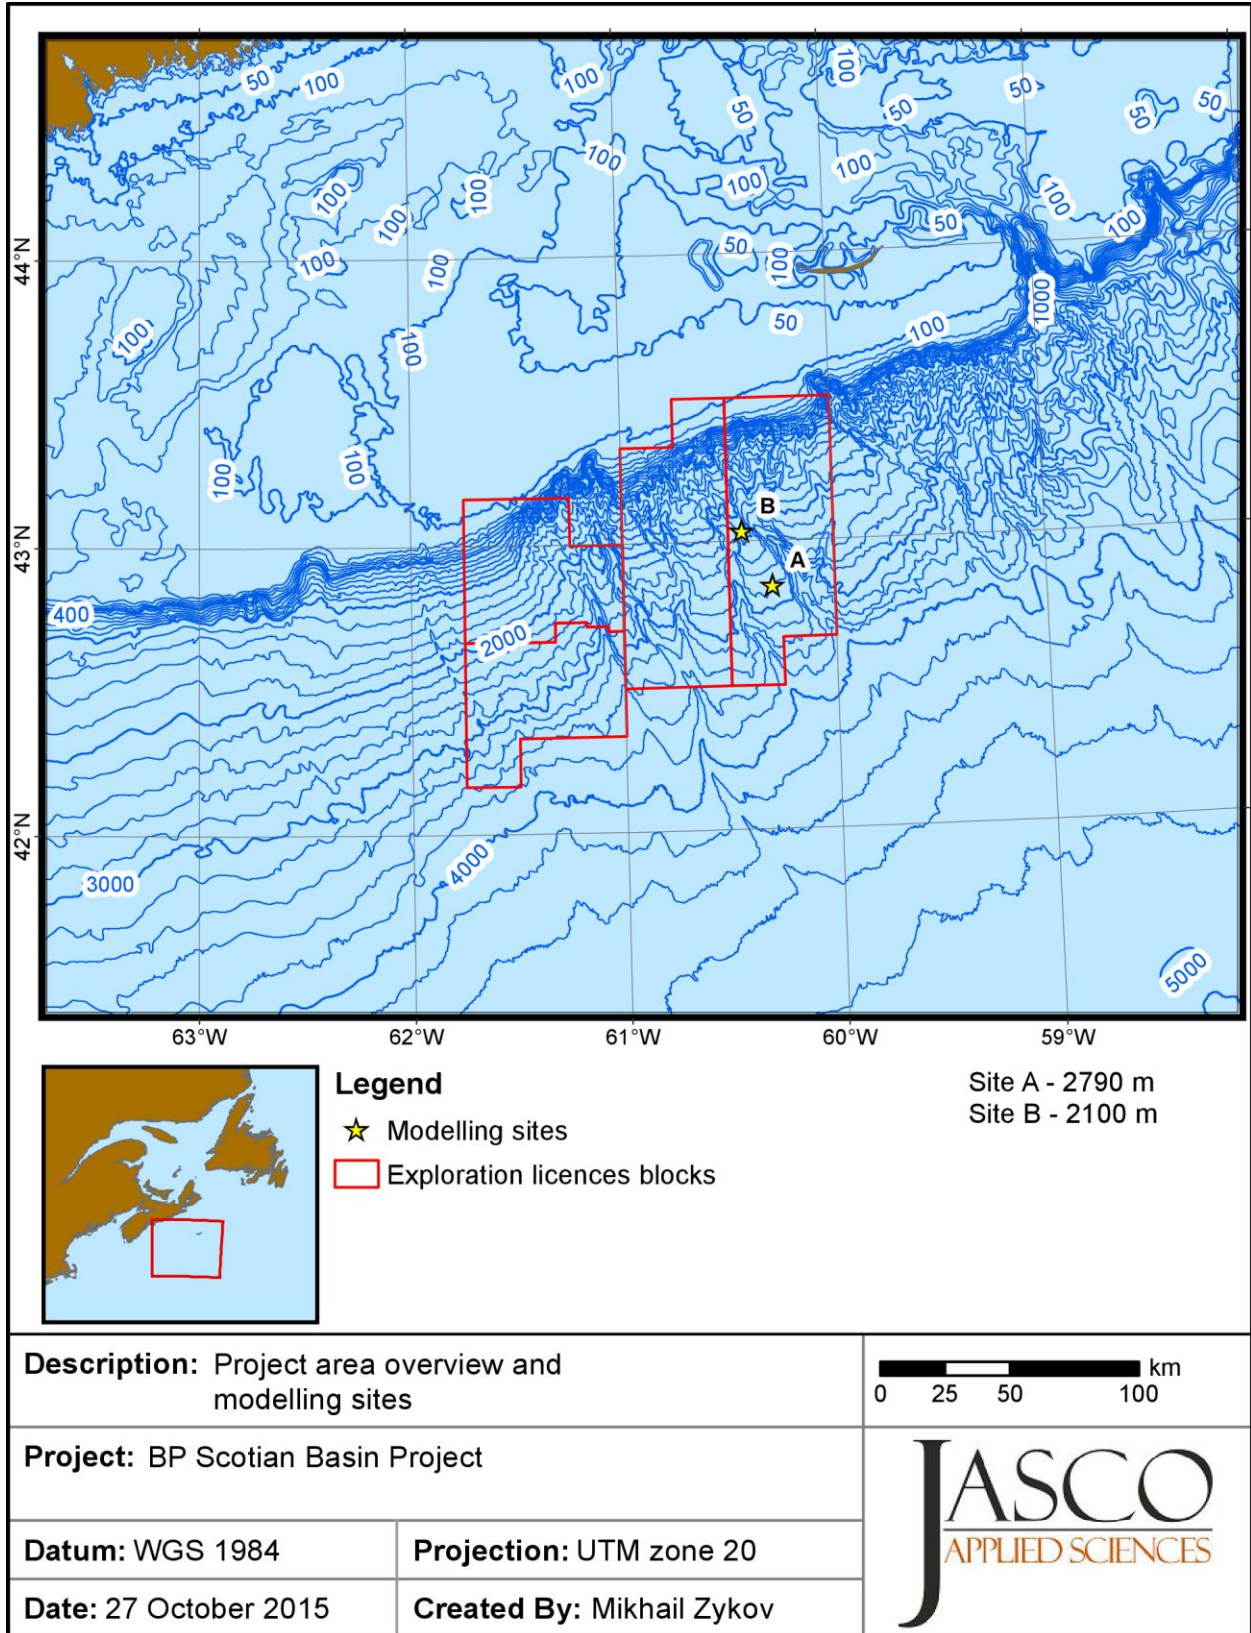 50
100
100
50
100
50
50
50
50
100
100
100
100
100
100
50
100
100
100
50
100
100
100
44°N
50
1000
100
100
100
100
100
43°N
B
A
400
2000
42°N
3000
4000
5000
63°W
62°W
61°W
60°W
59°W
Legend
Modelling sites
Exploration licences blocks
Site A - 2790 m
Site B - 2100 m
Description: Project area overview and
modelling sites
0 25 50 100 km
Project: BP Scotian Basin Project
JASCO
APPLIED SCIENCES
Datum: WGS 1984
Projection: UTM zone 20
Date: 27 October 2015
Created By: Mikhail Zykov